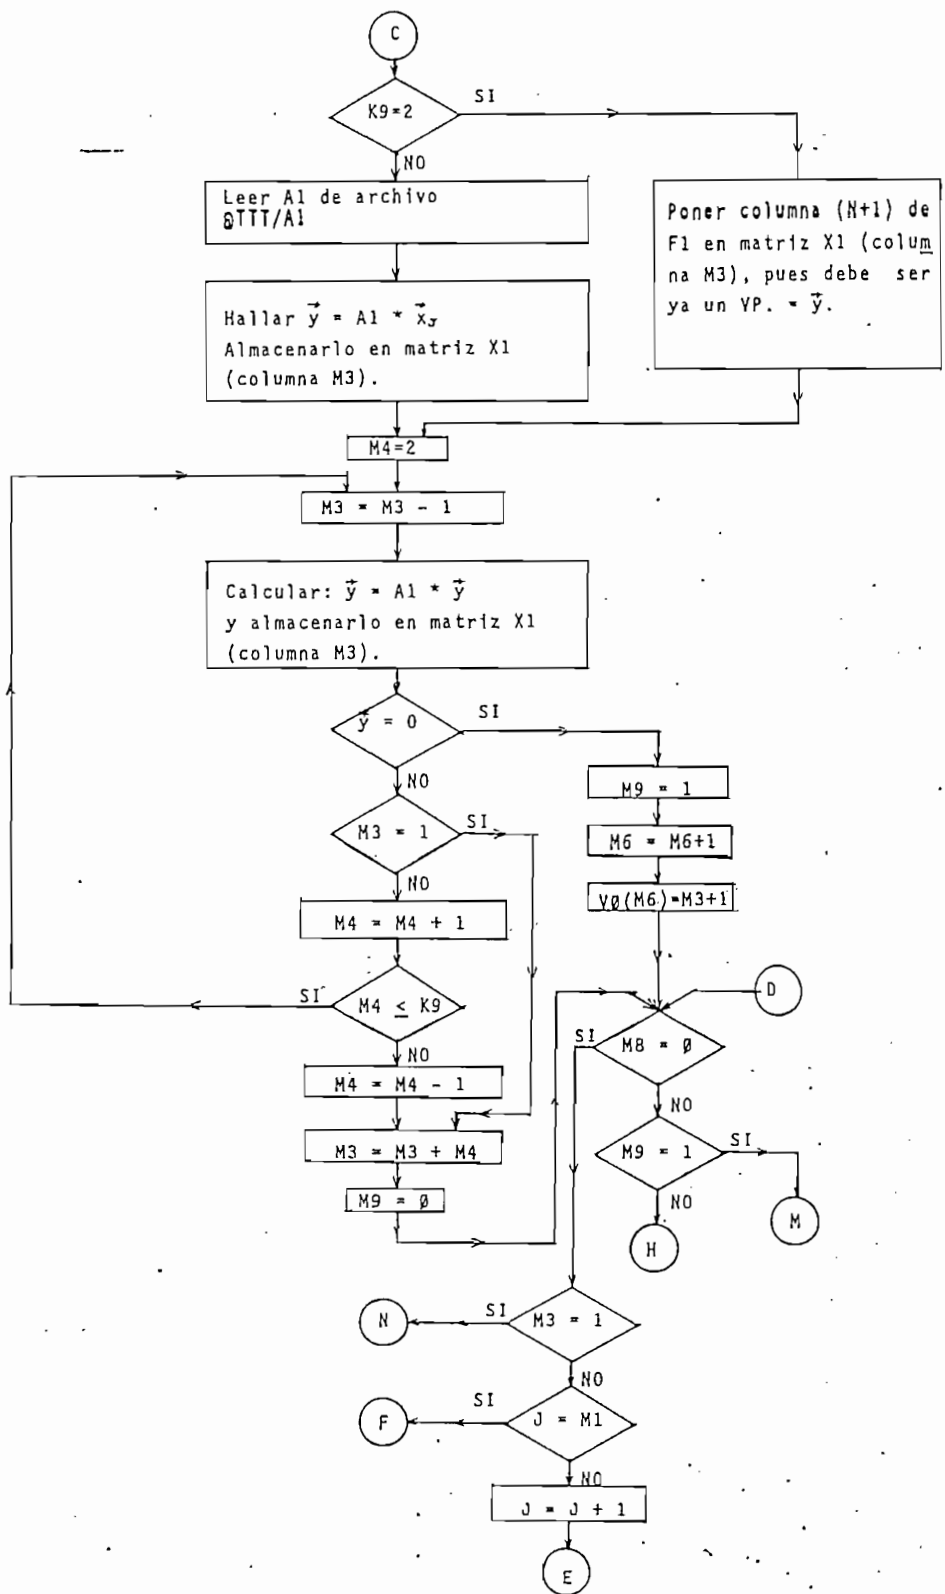 C
K9=2
SI
NO
Leer A1 de archivo
@TTT/A1
Poner columna (N+1) de
F1 en matriz X1 (colum
na M3), pues debe ser
ya un VP. = y⃗.
Hallar y⃗ = A1 * x⃗J
Almacenarlo en matriz X1
(columna M3).
M4=2
M3 = M3 - 1
Calcular: y⃗ = A1 * y⃗
y almacenarlo en matriz X1
(columna M3).
y⃗ = 0
SI
NO
M9 = 1
M3 = 1
SI
M6 = M6+1
NO
VØ(M6)=M3+1
M4 = M4 + 1
SI
M4 ≤ K9
D
SI
M8 = Ø
NO
M4 = M4 - 1
NO
M3 = M3 + M4
M9 = 1
SI
M9 = Ø
NO
M
H
N
SI
M3 = 1
NO
F
SI
J = M1
NO
J = J + 1
E